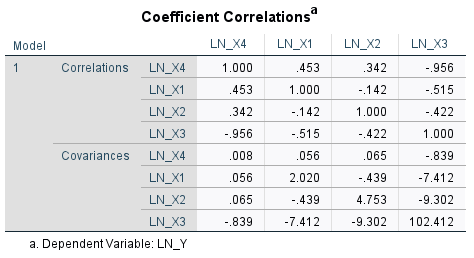 Coefficient Correlationsa
Model LN_X4 LN_X1 LN_X2 LN_X3
1 Correlations LN_X4 1.000 .453 .342 -.956
LN_X1 .453 1.000 -.142 -.515
LN_X2 .342 -.142 1.000 -.422
LN_X3 -.956 -.515 -.422 1.000
Covariances LN_X4 .008 .056 .065 -.839
LN_X1 .056 2.020 -.439 -7.412
LN_X2 .065 -.439 4.753 -9.302
LN_X3 -.839 -7.412 -9.302 102.412
a. Dependent Variable: LN_Y